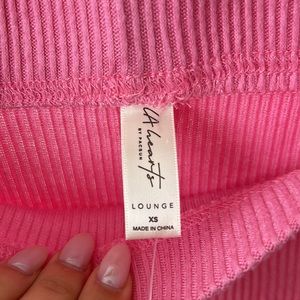 LA hearts
BY PACSUN
LOUNGE
XS
MADE IN CHINA